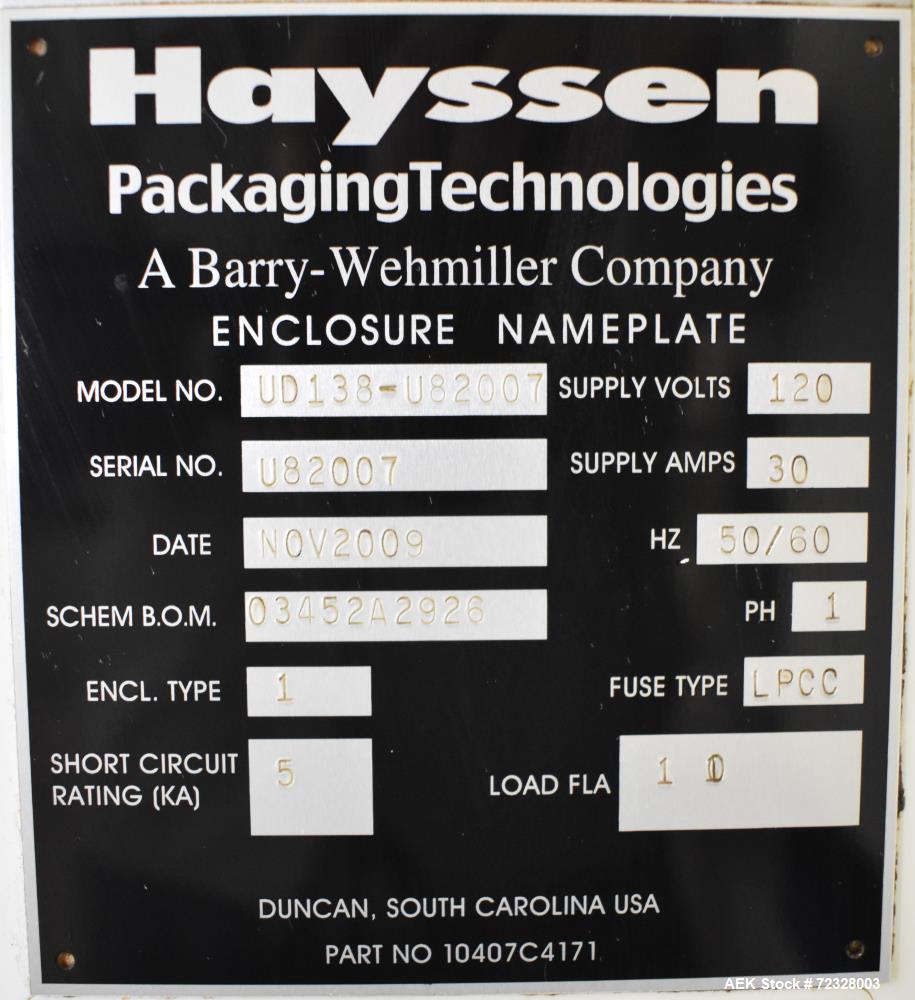 Hayssen
PackagingTechnologies
A Barry-Wehmiller Company
ENCLOSURE NAMEPLATE
MODEL NO. UD138-U82007 SUPPLY VOLTS 120
SERIAL NO. U82007 SUPPLY AMPS 30
DATE NOV2009 HZ 50/60
SCHEM B.O.M. 03452A2926 PH 1
ENCL. TYPE 1 FUSE TYPE LPCC
SHORT CIRCUIT
RATING (KA) 5 LOAD FLA 1
DUNCAN, SOUTH CAROLINA USA
PART NO 10407C4171
AEK Stock # 72328003